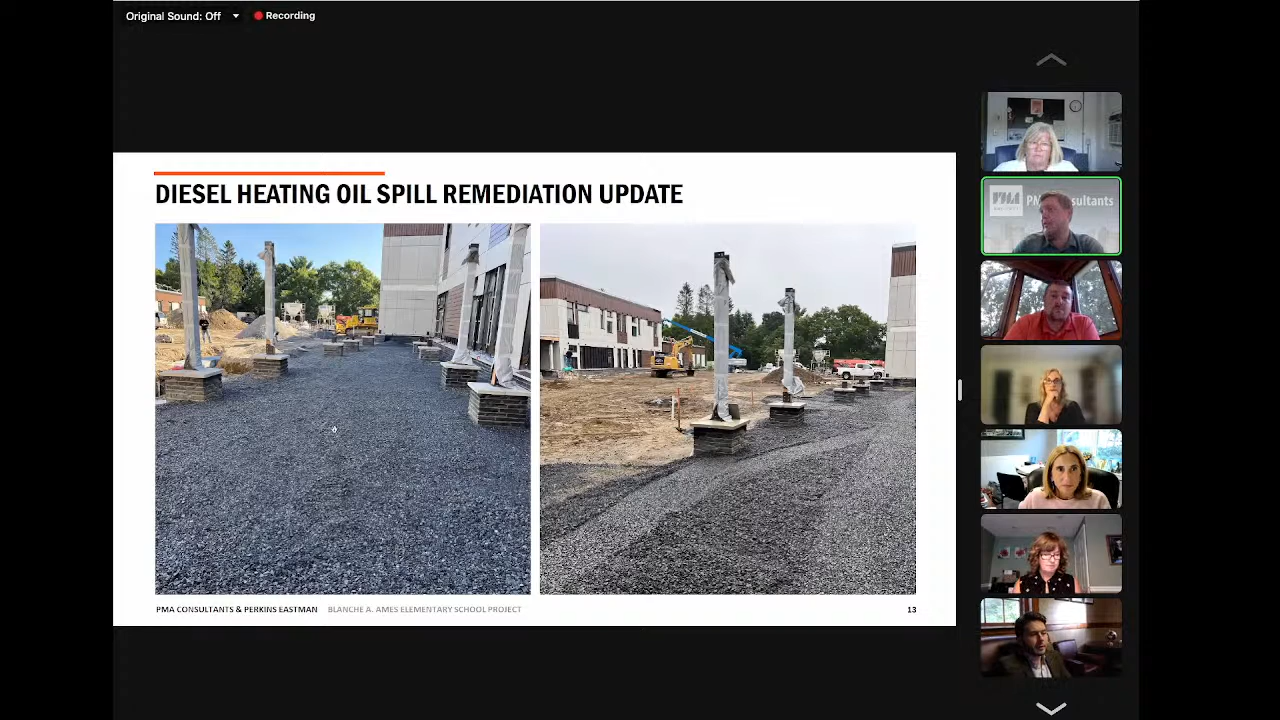 Original Sound: Off
Recording
DIESEL HEATING OIL SPILL REMEDIATION UPDATE
PMA Consultants
PMA CONSULTANTS & PERKINS EASTMAN
BLANCHE A. AMES ELEMENTARY SCHOOL PROJECT
13